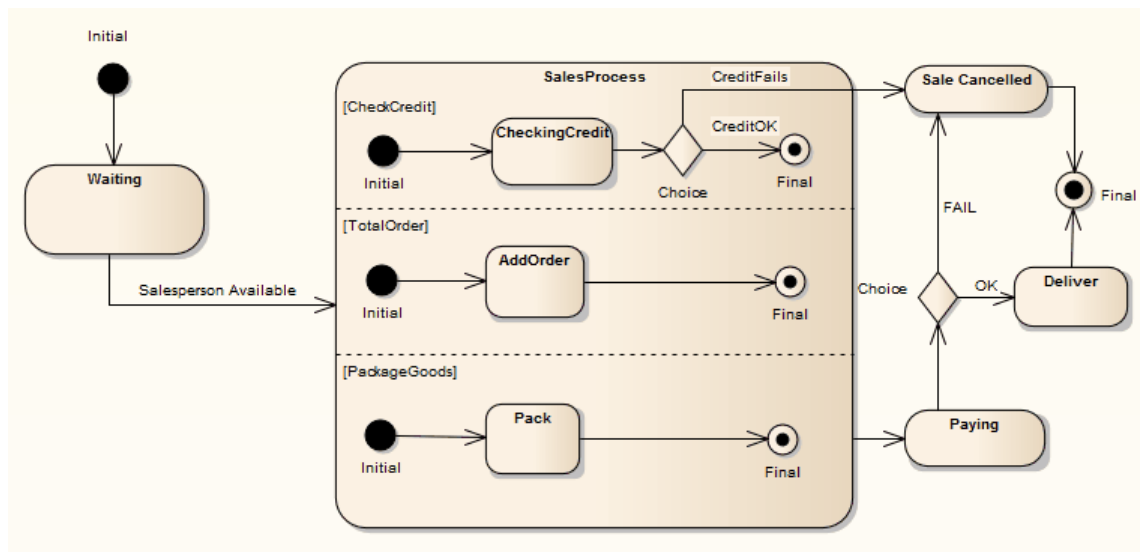 Initial
Waiting
Salesperson Available
SalesProcess
[CheckCredit]
Initial
CheckingCredit
Choice
CreditFails
CreditOK
Final
[TotalOrder]
Initial
AddOrder
Final
[PackageGoods]
Initial
Pack
Final
Sale Cancelled
Final
FAIL
Choice
OK
Deliver
Paying